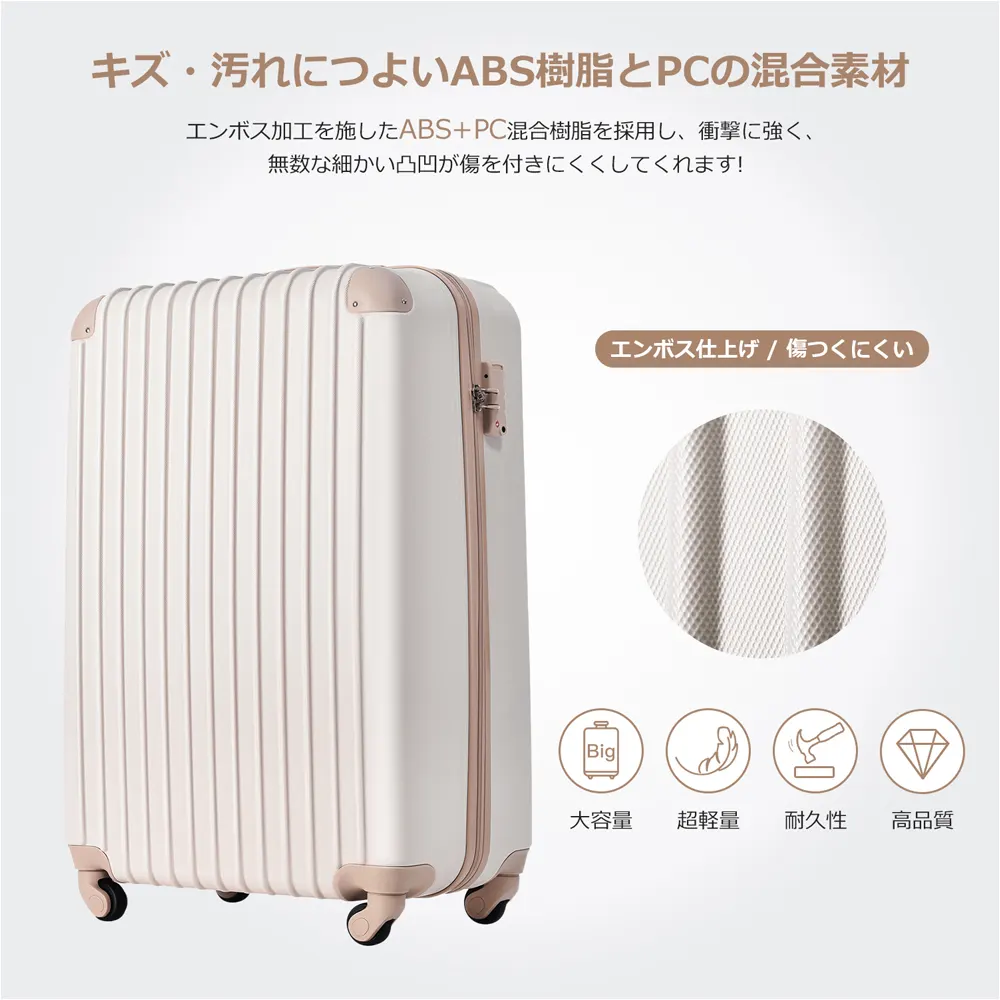 キズ・汚れにつよいABS樹脂とPCの混合素材
エンボス加工を施したABS+PC混合樹脂を採用し、衝撃に強く、
無数な細かい凸凹が傷を付きにくくしてくれます!
エンボス仕上げ / 傷つくにくい
Big
大容量
超軽量
耐久性
高品質